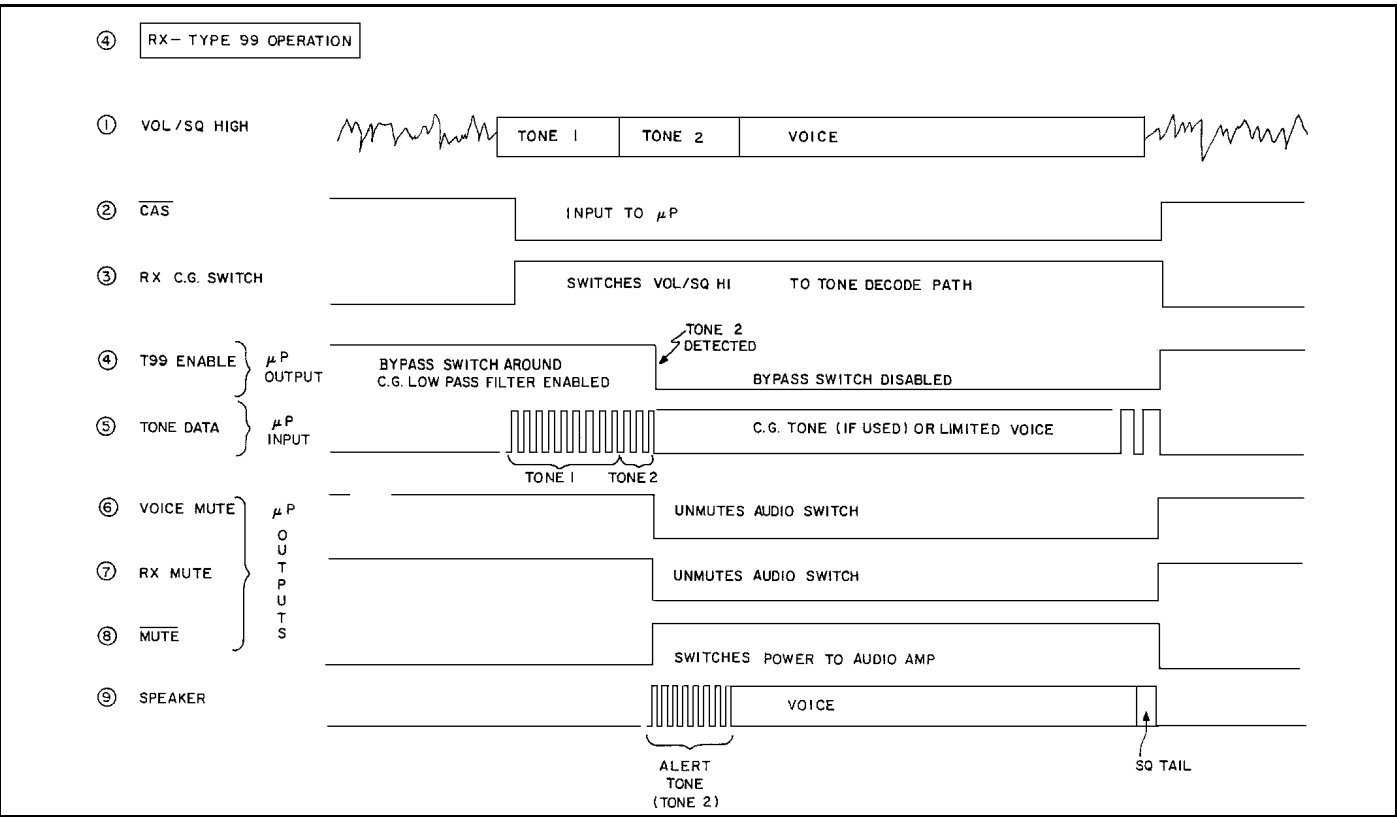 ④ RX- TYPE 99 OPERATION
① VOL/SQ HIGH
TONE 1 TONE 2 VOICE
② C̅A̅S̅
INPUT TO μP
③ RX C.G. SWITCH
SWITCHES VOL/SQ HI TO TONE DECODE PATH
④ T99 ENABLE
μP
OUTPUT
BYPASS SWITCH AROUND
C.G. LOW PASS FILTER ENABLED
TONE 2
DETECTED
BYPASS SWITCH DISABLED
⑤ TONE DATA
μP
INPUT
C.G. TONE (IF USED) OR LIMITED VOICE
TONE 1 TONE 2
⑥ VOICE MUTE
UNMUTES AUDIO SWITCH
⑦ RX MUTE
UNMUTES AUDIO SWITCH
⑧ M̅U̅T̅E̅
μP
OUTPUTS
SWITCHES POWER TO AUDIO AMP
⑨ SPEAKER
VOICE
ALERT
TONE
(TONE 2)
SQ TAIL